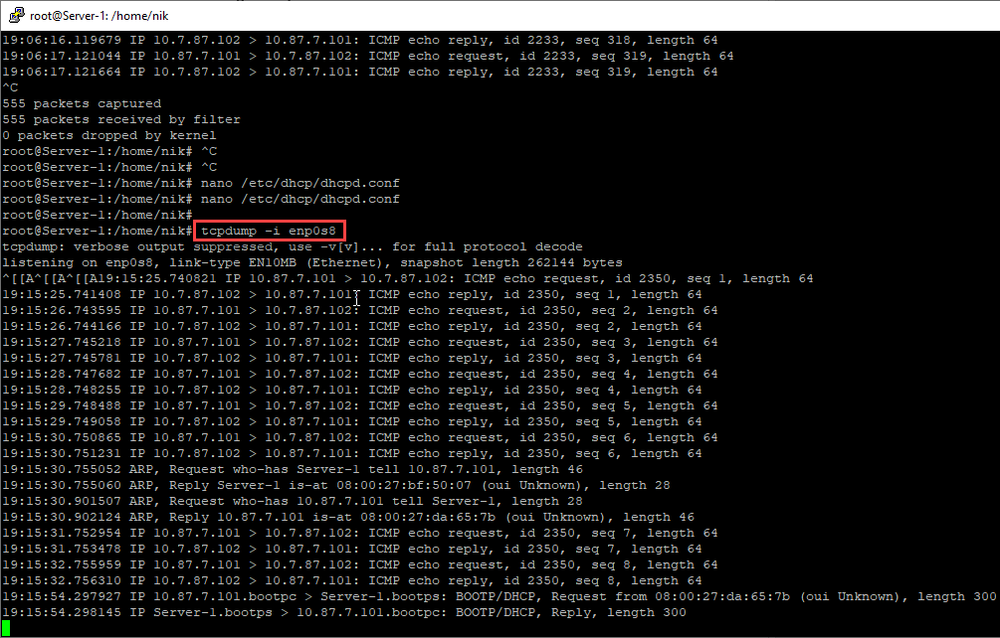 root@Server-1: /home/nik
19:06:16.119679 IP 10.7.87.102 > 10.87.7.101: ICMP echo reply, id 2233, seq 318, length 64
19:06:17.121044 IP 10.87.7.101 > 10.7.87.102: ICMP echo request, id 2233, seq 319, length 64
19:06:17.121664 IP 10.7.87.102 > 10.87.7.101: ICMP echo reply, id 2233, seq 319, length 64
^C
555 packets captured
555 packets received by filter
0 packets dropped by kernel
root@Server-1:/home/nik# ^C
root@Server-1:/home/nik# ^C
root@Server-1:/home/nik# nano /etc/dhcp/dhcpd.conf
root@Server-1:/home/nik# nano /etc/dhcp/dhcpd.conf
root@Server-1:/home/nik#
root@Server-1:/home/nik# tcpdump -i enp0s8
tcpdump: verbose output suppressed, use -v[v]... for full protocol decode
listening on enp0s8, link-type EN10MB (Ethernet), snapshot length 262144 bytes
^[[A^[[A^[[A19:15:25.740821 IP 10.87.7.101 > 10.7.87.102: ICMP echo request, id 2350, seq 1, length 64
19:15:25.741408 IP 10.7.87.102 > 10.87.7.101: ICMP echo reply, id 2350, seq 1, length 64
19:15:26.743595 IP 10.87.7.101 > 10.7.87.102: ICMP echo request, id 2350, seq 2, length 64
19:15:26.744166 IP 10.7.87.102 > 10.87.7.101: ICMP echo reply, id 2350, seq 2, length 64
19:15:27.745218 IP 10.87.7.101 > 10.7.87.102: ICMP echo request, id 2350, seq 3, length 64
19:15:27.745781 IP 10.7.87.102 > 10.87.7.101: ICMP echo reply, id 2350, seq 3, length 64
19:15:28.747682 IP 10.87.7.101 > 10.7.87.102: ICMP echo request, id 2350, seq 4, length 64
19:15:28.748255 IP 10.7.87.102 > 10.87.7.101: ICMP echo reply, id 2350, seq 4, length 64
19:15:29.748488 IP 10.87.7.101 > 10.7.87.102: ICMP echo request, id 2350, seq 5, length 64
19:15:29.749058 IP 10.7.87.102 > 10.87.7.101: ICMP echo reply, id 2350, seq 5, length 64
19:15:30.750865 IP 10.87.7.101 > 10.7.87.102: ICMP echo request, id 2350, seq 6, length 64
19:15:30.751231 IP 10.7.87.102 > 10.87.7.101: ICMP echo reply, id 2350, seq 6, length 64
19:15:30.755052 ARP, Request who-has Server-1 tell 10.87.7.101, length 46
19:15:30.755060 ARP, Reply Server-1 is-at 08:00:27:bf:50:07 (oui Unknown), length 28
19:15:30.901507 ARP, Request who-has 10.87.7.101 tell Server-1, length 28
19:15:30.902124 ARP, Reply 10.87.7.101 is-at 08:00:27:da:65:7b (oui Unknown), length 46
19:15:31.752954 IP 10.87.7.101 > 10.7.87.102: ICMP echo request, id 2350, seq 7, length 64
19:15:31.753478 IP 10.7.87.102 > 10.87.7.101: ICMP echo reply, id 2350, seq 7, length 64
19:15:32.755959 IP 10.87.7.101 > 10.7.87.102: ICMP echo request, id 2350, seq 8, length 64
19:15:32.756310 IP 10.7.87.102 > 10.87.7.101: ICMP echo reply, id 2350, seq 8, length 64
19:15:54.297927 IP 10.87.7.101.bootpc > Server-1.bootps: BOOTP/DHCP, Request from 08:00:27:da:65:7b (oui Unknown), length 300
19:15:54.298145 IP Server-1.bootps > 10.87.7.101.bootpc: BOOTP/DHCP, Reply, length 300